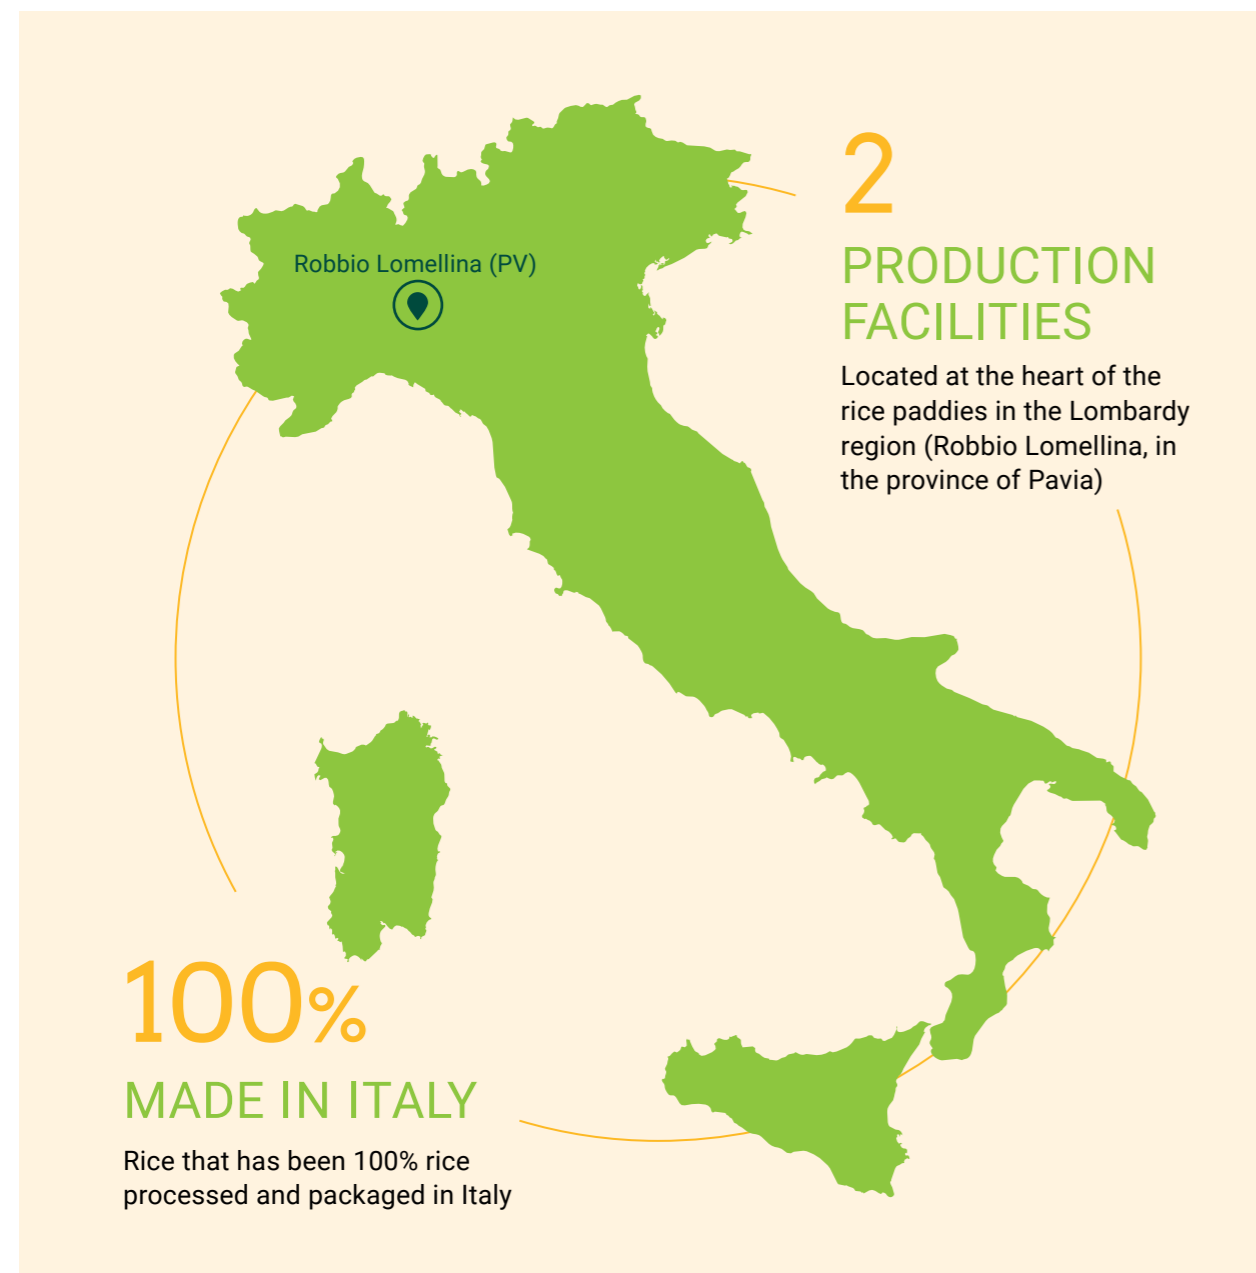 Robbio Lomellina (PV)
2
PRODUCTION
FACILITIES
Located at the heart of the
rice paddies in the Lombardy
region (Robbio Lomellina, in
the province of Pavia)
100%
MADE IN ITALY
Rice that has been 100% rice
processed and packaged in Italy